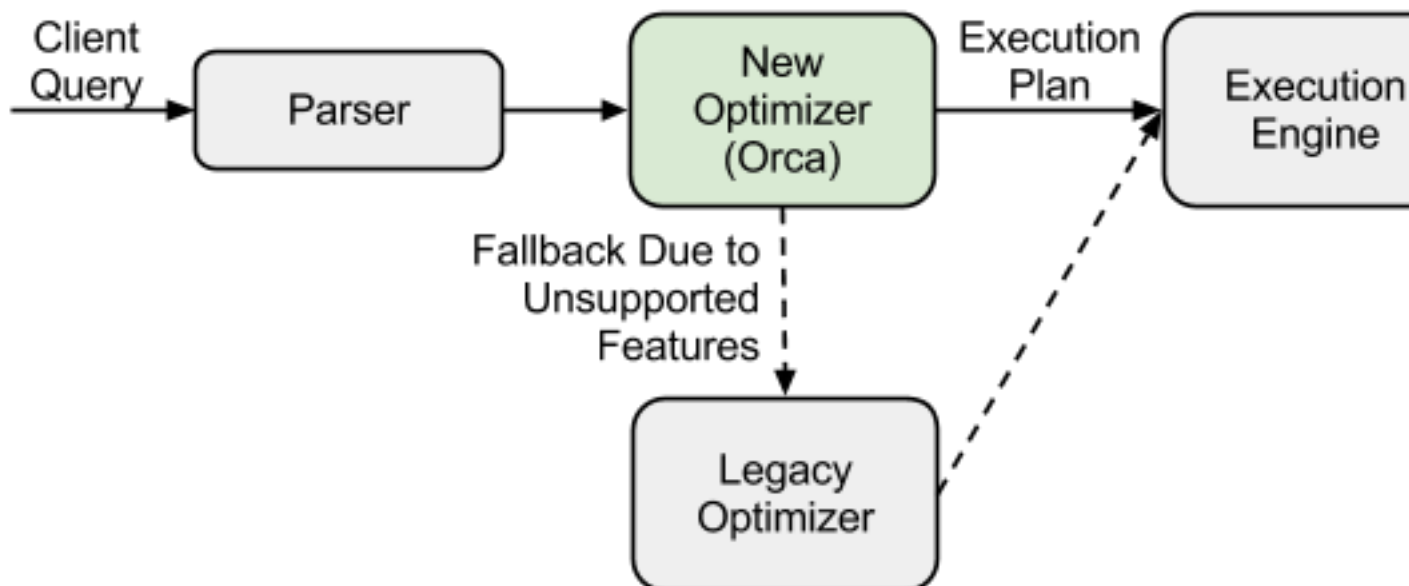 Client
Query
Parser
New
Optimizer
(Orca)
Execution
Plan
Execution
Engine
Fallback Due to
Unsupported
Features
Legacy
Optimizer